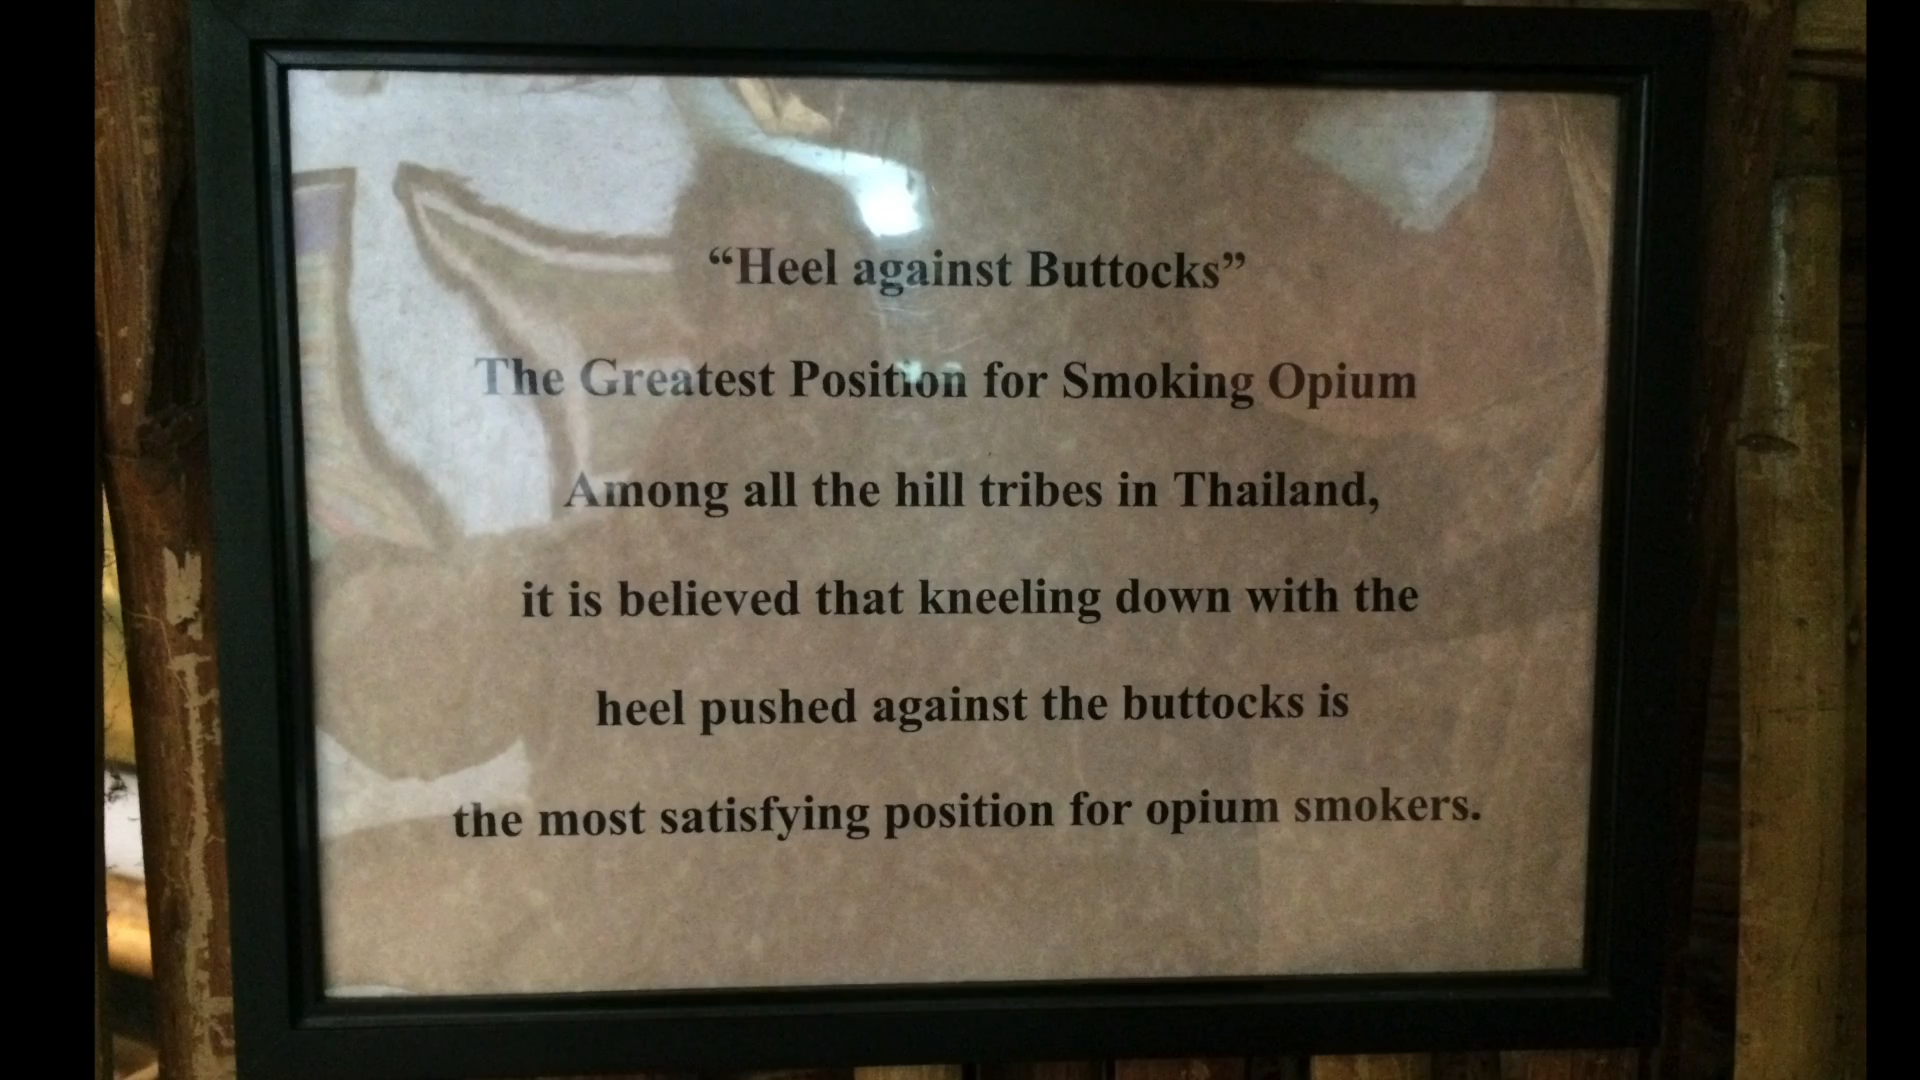 “Heel against Buttocks”
The Greatest Position for Smoking Opium
Among all the hill tribes in Thailand,
it is believed that kneeling down with the
heel pushed against the buttocks is
the most satisfying position for opium smokers.